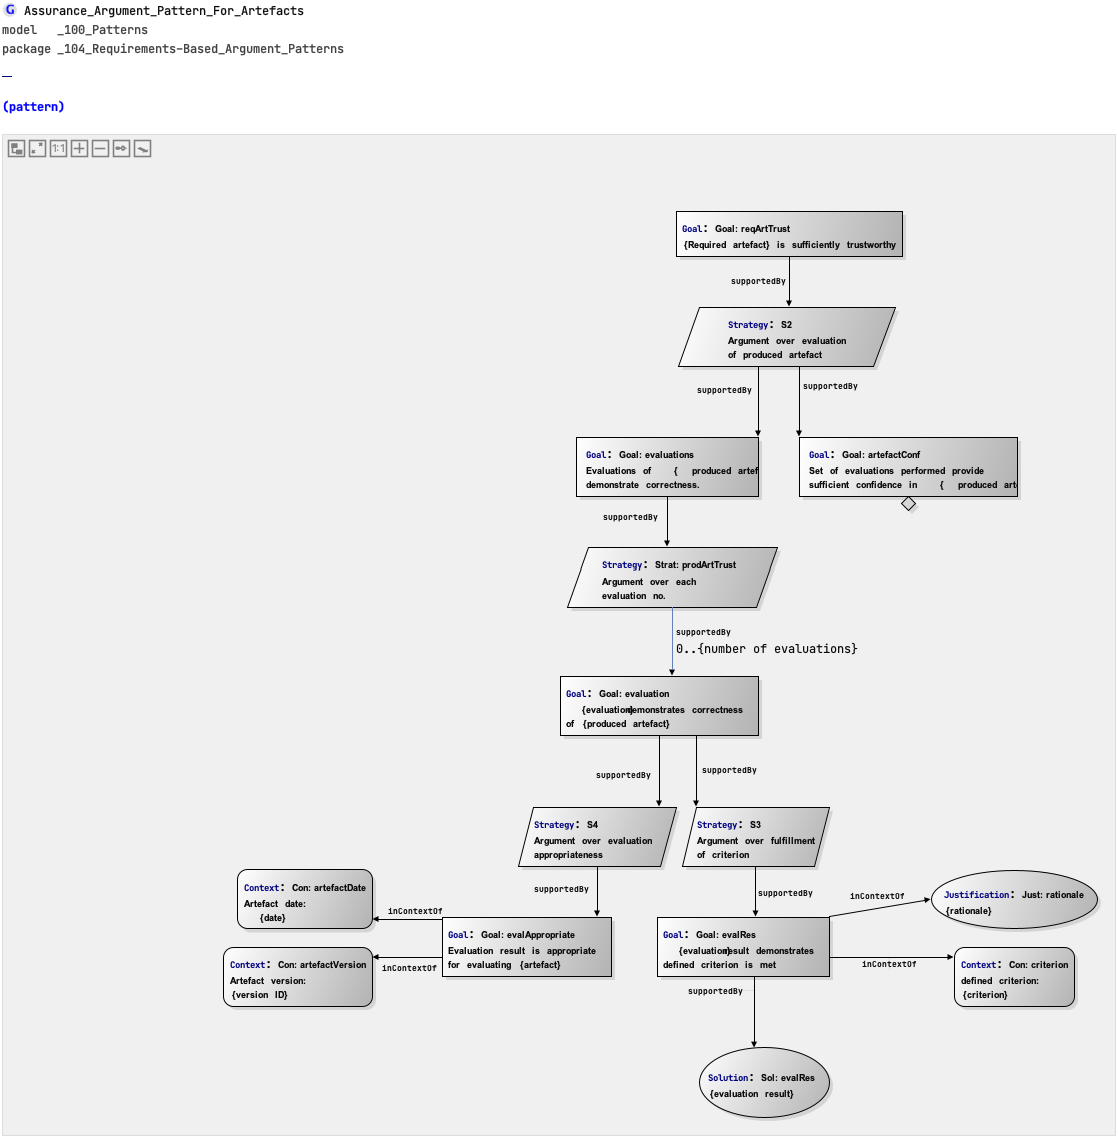 G Assurance_Argument_Pattern_For_Artefacts
model _100_Patterns
package _104_Requirements-Based_Argument_Patterns
(pattern)
1:1
Goal: Goal: reqArtTrust
{Required artefact} is sufficiently trustworthy
supportedBy
Strategy: S2
Argument over evaluation
of produced artefact
supportedBy
supportedBy
Goal: Goal: evaluations
Evaluations of { produced artef
demonstrate correctness.
Goal: Goal: artefactConf
Set of evaluations performed provide
sufficient confidence in { produced arte
supportedBy
Strategy: Strat: prodArtTrust
Argument over each
evaluation no.
supportedBy
0..{number of evaluations}
Goal: Goal: evaluation
{evaluation}demonstrates correctness
of {produced artefact}
supportedBy
supportedBy
Strategy: S4
Argument over evaluation
appropriateness
Strategy: S3
Argument over fulfillment
of criterion
supportedBy
supportedBy
Context: Con: artefactDate
Artefact date:
{date}
inContextOf
Goal: Goal: evalAppropriate
Evaluation result is appropriate
for evaluating {artefact}
Context: Con: artefactVersion
Artefact version:
{version ID}
inContextOf
Goal: Goal: evalRes
{evaluation}result demonstrates
defined criterion is met
inContextOf
Justification: Just: rationale
{rationale}
inContextOf
Context: Con: criterion
defined criterion:
{criterion}
supportedBy
Solution: Sol: evalRes
{evaluation result}